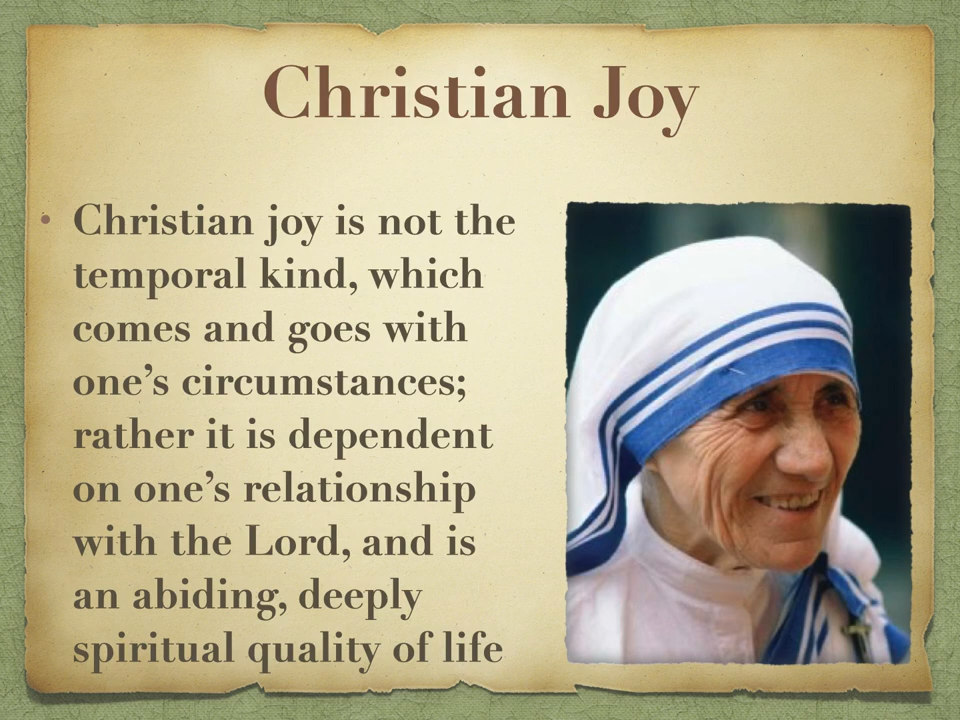 Christian Joy
• Christian joy is not the
temporal kind, which
comes and goes with
one’s circumstances;
rather it is dependent
on one’s relationship
with the Lord, and is
an abiding, deeply
spiritual quality of life